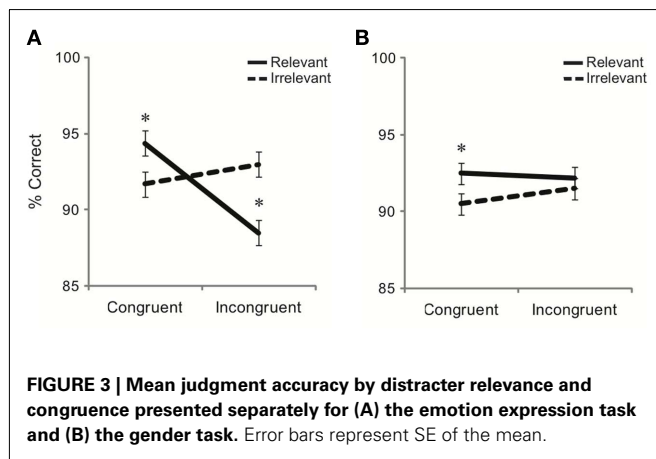 A
B
100
Relevant
Irrelevant
*
95
% Correct
90
*
85
Congruent
Incongruent
100
Relevant
Irrelevant
95
*
90
85
Congruent
Incongruent
FIGURE 3 | Mean judgment accuracy by distracter relevance and
congruence presented separately for (A) the emotion expression task
and (B) the gender task. Error bars represent SE of the mean.